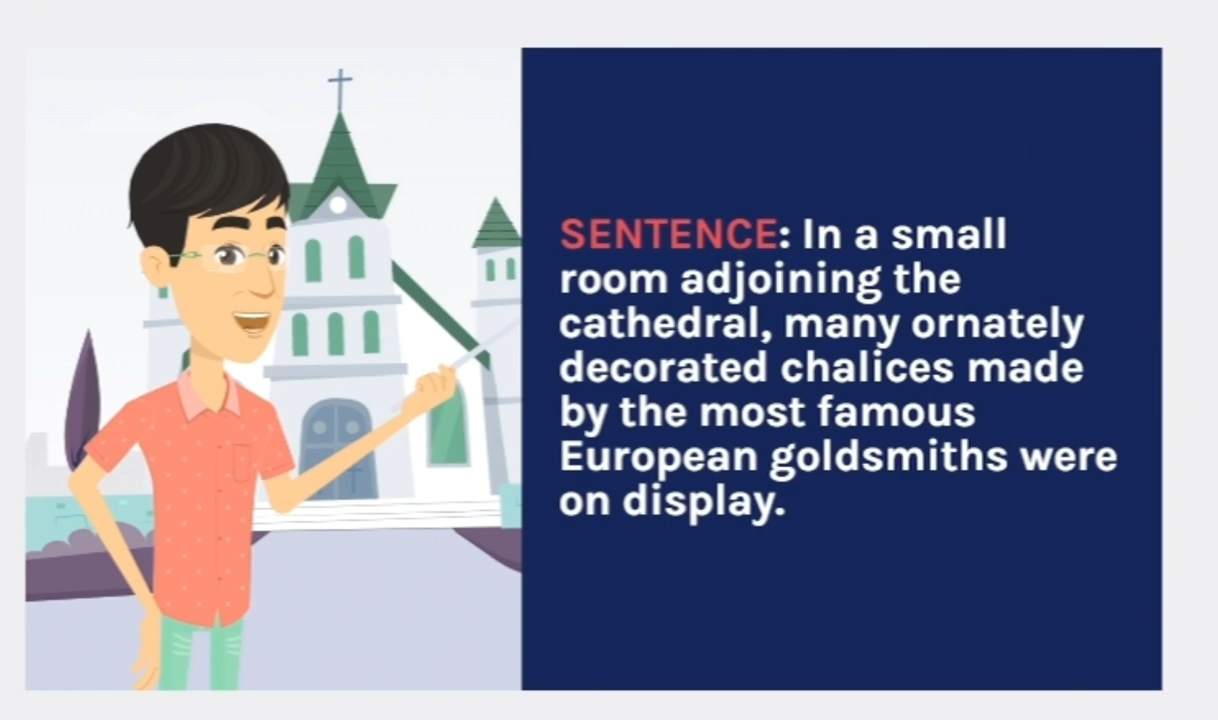 SENTENCE: In a small
room adjoining the
cathedral, many ornately
decorated chalices made
by the most famous
European goldsmiths were
on display.